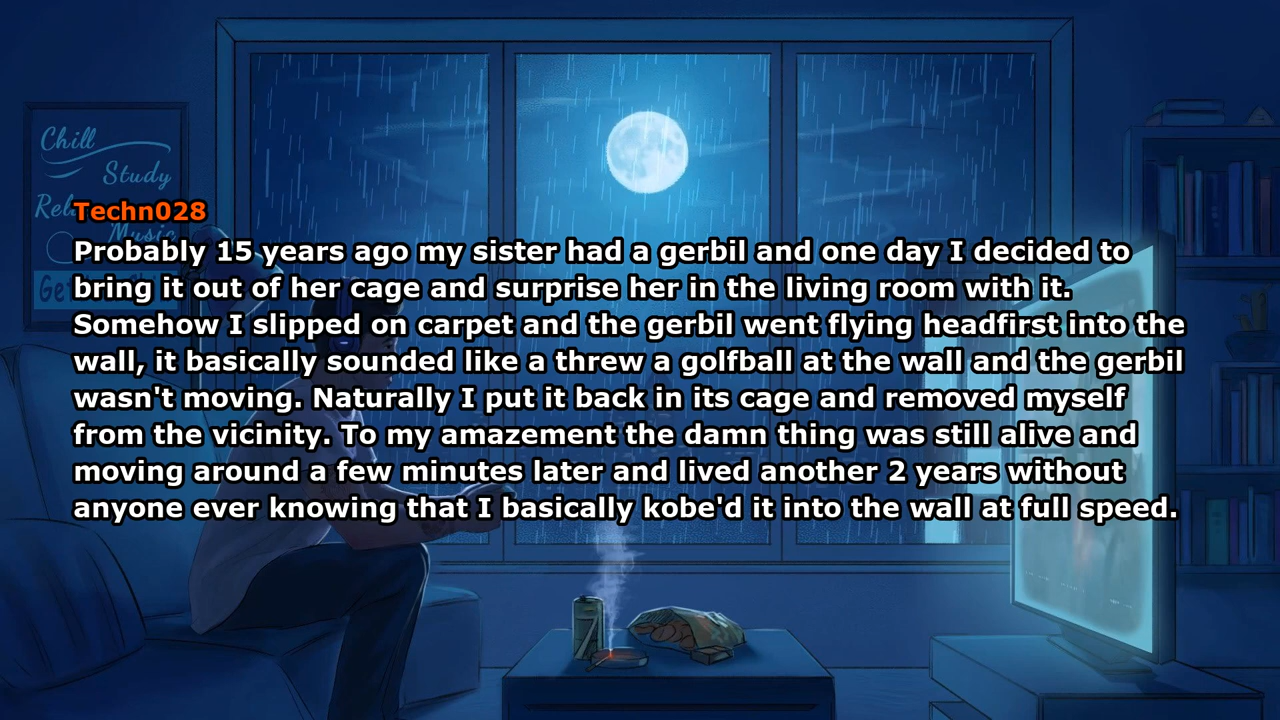 Chill
Study
Techn028
Probably 15 years ago my sister had a gerbil and one day I decided to
bring it out of her cage and surprise her in the living room with it.
Somehow I slipped on carpet and the gerbil went flying headfirst into the
wall, it basically sounded like a threw a golfball at the wall and the gerbil
wasn't moving. Naturally I put it back in its cage and removed myself
from the vicinity. To my amazement the damn thing was still alive and
moving around a few minutes later and lived another 2 years without
anyone ever knowing that I basically kobe'd it into the wall at full speed.